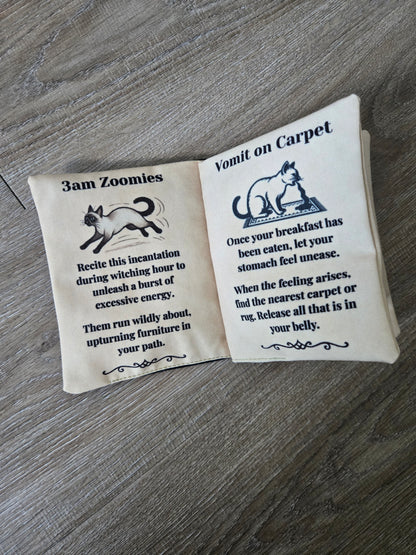 3am Zoomies
Recite this incantation
during witching hour to
unleash a burst of
excessive energy.
Them run wildly about,
upturning furniture in
your path.
Vomit on Carpet
Once your breakfast has
been eaten, let your
stomach feel unease.
When the feeling arises,
find the nearest carpet or
rug. Release all that is in
your belly.